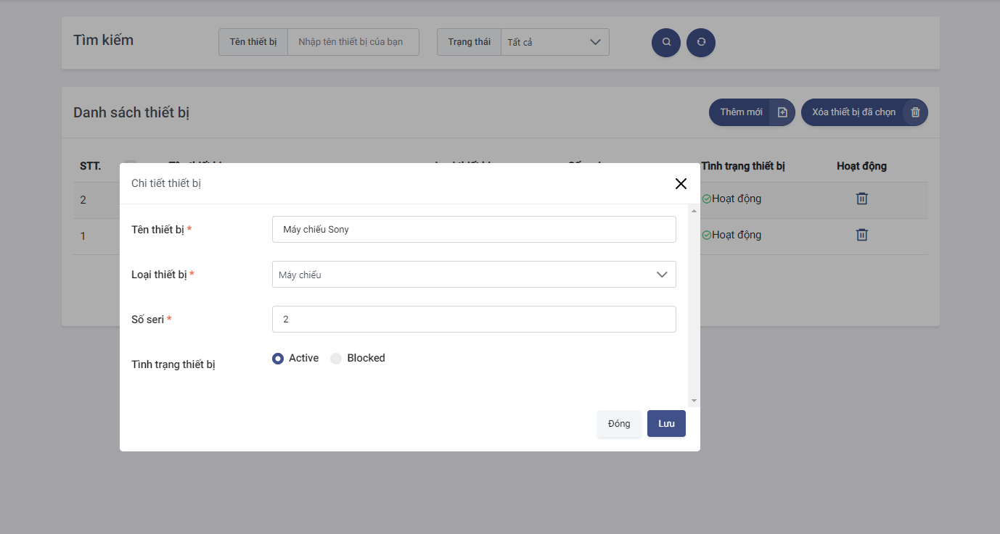 Tìm kiếm
Tên thiết bị
Nhập tên thiết bị của bạn
Trạng thái
Tất cả
Danh sách thiết bị
Thêm mới
Xóa thiết bị đã chọn
STT.
Tình trạng thiết bị
Hoạt động
2
Hoạt động
1
Hoạt động
Chi tiết thiết bị
Tên thiết bị *
Máy chiếu Sony
Loại thiết bị *
Máy chiếu
Số seri *
2
Tình trạng thiết bị
Active
Blocked
Đóng
Lưu